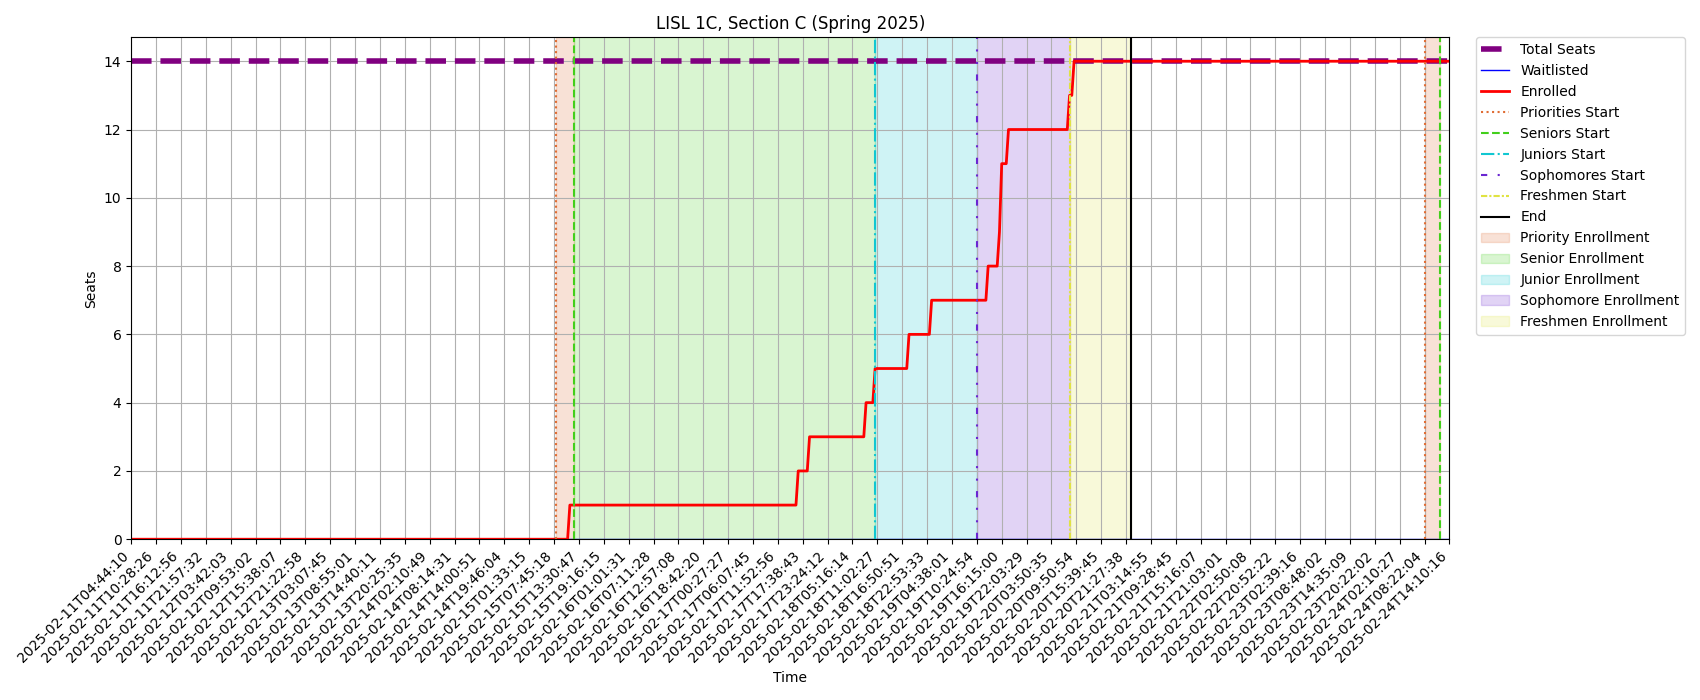 LISL 1C, Section C (Spring 2025)
Total Seats
Waitlisted
Enrolled
Priorities Start
Seniors Start
Juniors Start
Sophomores Start
Freshmen Start
End
Priority Enrollment
Senior Enrollment
Junior Enrollment
Sophomore Enrollment
Freshmen Enrollment
Seats
14
12
10
8
6
4
2
0
2025-02-11T04:44:10
2025-02-11T10:28:26
2025-02-11T16:12:56
2025-02-11T21:57:32
2025-02-12T03:42:03
2025-02-12T09:53:02
2025-02-12T15:38:07
2025-02-12T21:22:58
2025-02-13T03:07:45
2025-02-13T08:55:01
2025-02-13T14:40:11
2025-02-13T20:25:35
2025-02-14T02:10:49
2025-02-14T08:14:31
2025-02-14T14:00:51
2025-02-14T19:46:04
2025-02-15T01:33:15
2025-02-15T07:45:18
2025-02-15T13:30:47
2025-02-15T19:16:15
2025-02-16T01:01:31
2025-02-16T07:11:28
2025-02-16T12:57:08
2025-02-16T18:42:20
2025-02-17T00:27:27
2025-02-17T06:07:45
2025-02-17T11:52:56
2025-02-17T17:38:43
2025-02-17T23:24:12
2025-02-18T05:16:14
2025-02-18T11:02:27
2025-02-18T16:50:51
2025-02-18T22:53:33
2025-02-19T04:38:01
2025-02-19T10:24:54
2025-02-19T16:15:00
2025-02-19T22:03:29
2025-02-20T03:50:35
2025-02-20T09:50:54
2025-02-20T15:39:45
2025-02-20T21:27:38
2025-02-21T03:14:55
2025-02-21T09:28:45
2025-02-21T15:16:07
2025-02-21T21:03:01
2025-02-22T02:50:08
2025-02-22T20:52:22
2025-02-23T02:39:16
2025-02-23T08:48:02
2025-02-23T14:35:09
2025-02-23T20:22:02
2025-02-24T02:10:27
2025-02-24T08:22:04
2025-02-24T14:10:16
Time